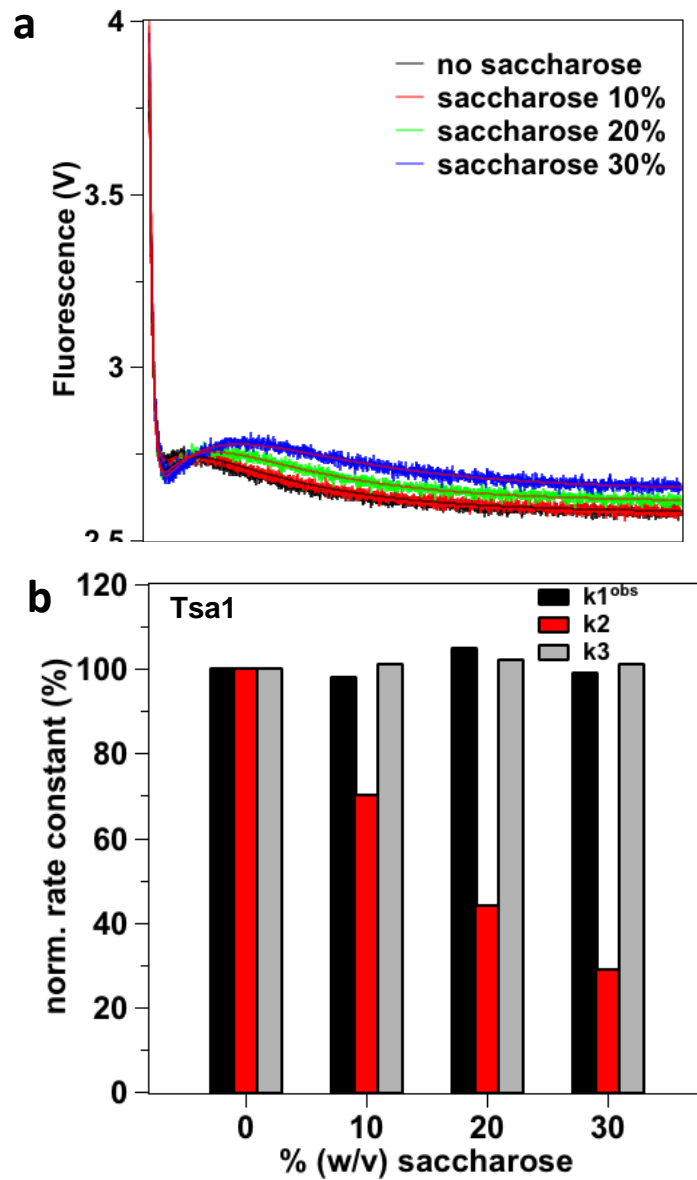 a
4
3.5
3
2.5
Fluorescence (V)
no saccharose
saccharose 10%
saccharose 20%
saccharose 30%
b
Tsa1
k1obs
k2
k3
120
100
80
60
40
20
0
norm. rate constant (%)
0 10 20 30
% (w/v) saccharose